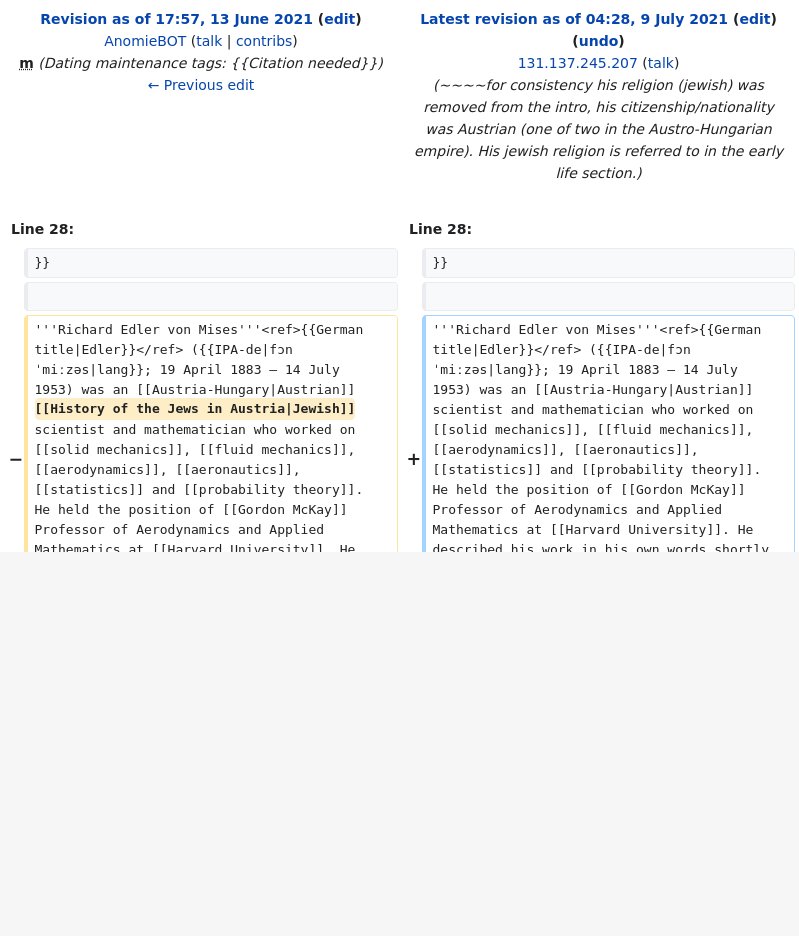 Revision as of 17:57, 13 June 2021 (edit)
AnomieBOT (talk | contribs)
m (Dating maintenance tags: {{Citation needed}})
← Previous edit
Latest revision as of 04:28, 9 July 2021 (edit)
(undo)
131.137.245.207 (talk)
(~~~~for consistency his religion (jewish) was
removed from the intro, his citizenship/nationality
was Austrian (one of two in the Austro-Hungarian
empire). His jewish religion is referred to in the early
life section.)
Line 28:
}}
− '''Richard Edler von Mises'''<ref>{{German
title|Edler}}</ref> ({{IPA-de|fɔn
ˈmiːzəs|lang}}; 19 April 1883 – 14 July
1953) was an [[Austria-Hungary|Austrian]]
[[History of the Jews in Austria|Jewish]]
scientist and mathematician who worked on
[[solid mechanics]], [[fluid mechanics]],
[[aerodynamics]], [[aeronautics]],
[[statistics]] and [[probability theory]].
He held the position of [[Gordon McKay]]
Professor of Aerodynamics and Applied
Mathematics at [[Harvard University]]. He
Line 28:
}}
+ '''Richard Edler von Mises'''<ref>{{German
title|Edler}}</ref> ({{IPA-de|fɔn
ˈmiːzəs|lang}}; 19 April 1883 – 14 July
1953) was an [[Austria-Hungary|Austrian]]
scientist and mathematician who worked on
[[solid mechanics]], [[fluid mechanics]],
[[aerodynamics]], [[aeronautics]],
[[statistics]] and [[probability theory]].
He held the position of [[Gordon McKay]]
Professor of Aerodynamics and Applied
Mathematics at [[Harvard University]]. He
described his work in his own words shortly